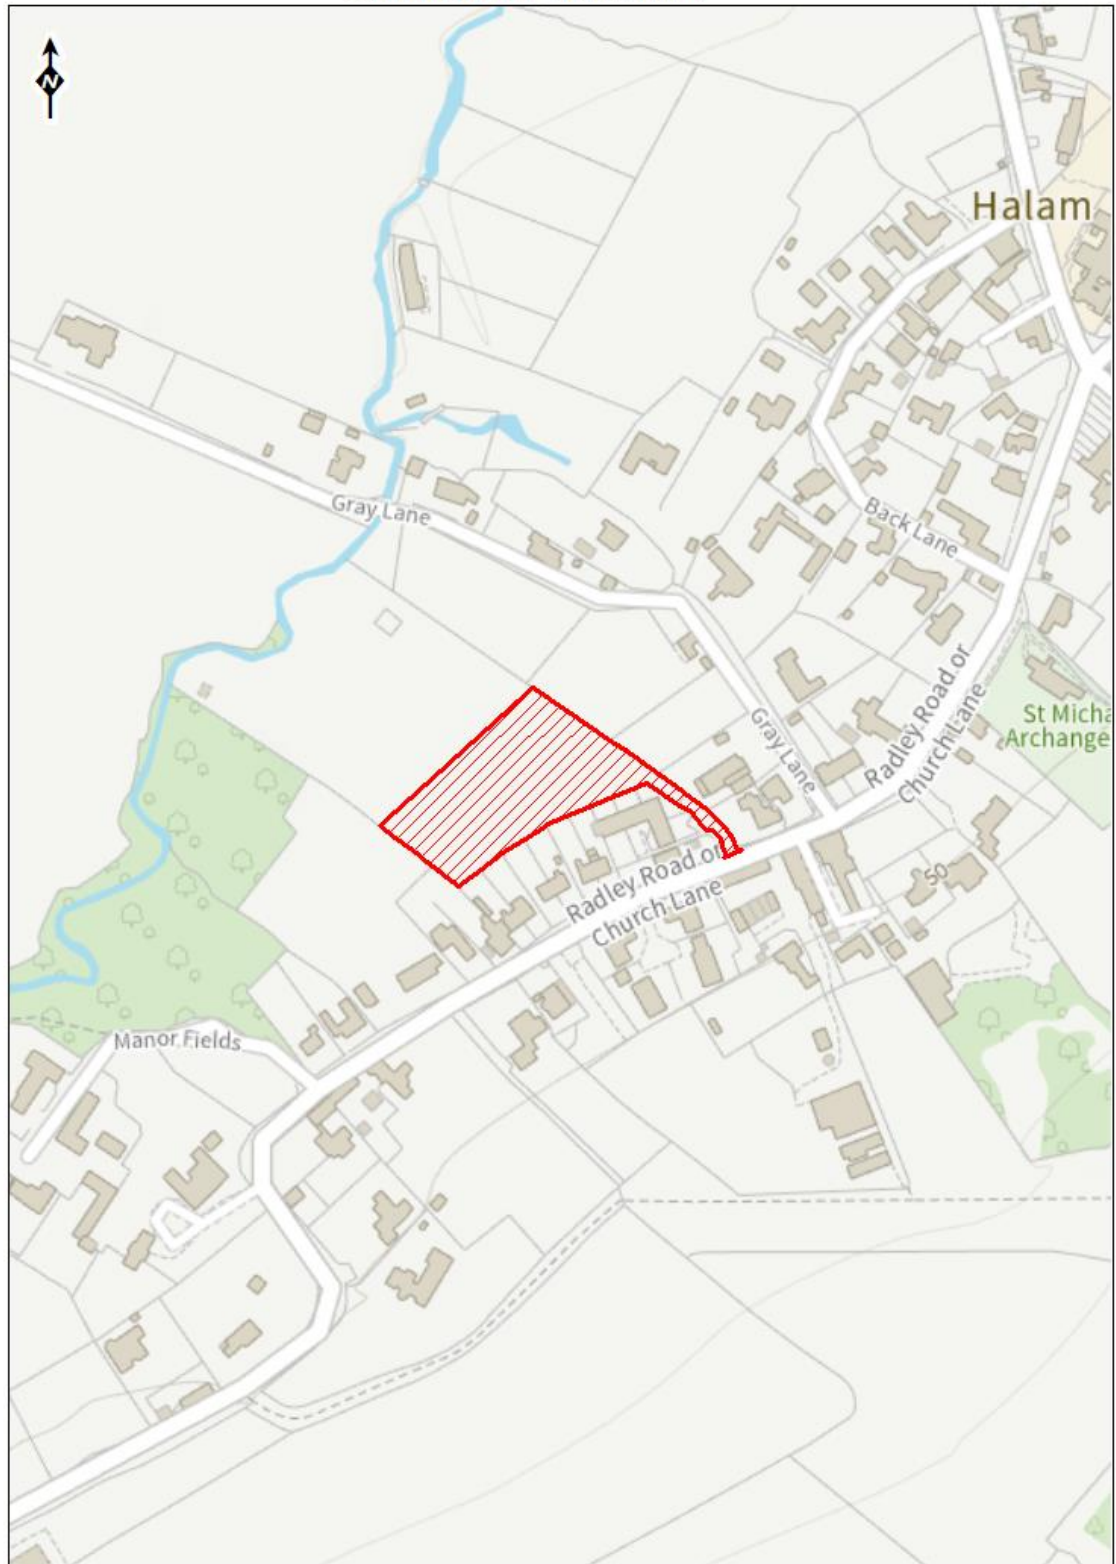 N
Halam
Gray Lane
Back Lane
Radley Road or
Church Lane
St Micha
Archange
Gray Lane
50
Radley Road or
Church Lane
Manor Fields